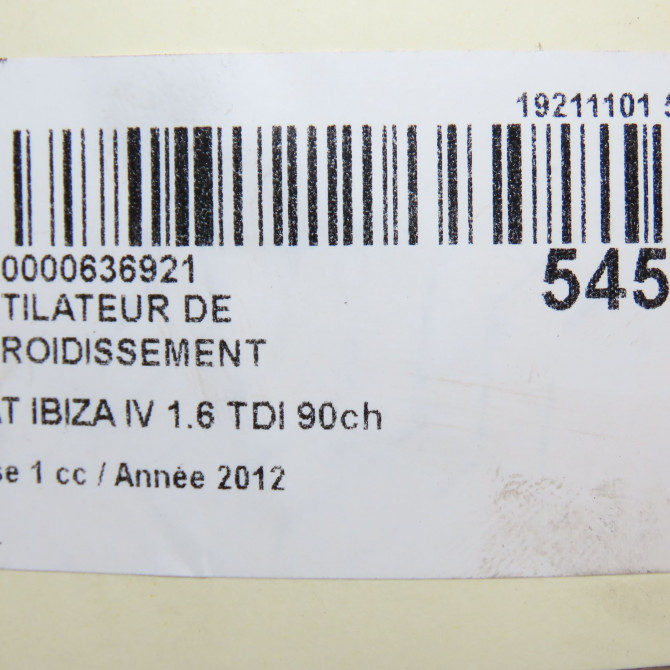 19211101 5
0000636921
545
TILATEUR DE
ROIDISSEMENT
AT IBIZA IV 1.6 TDI 90ch
se 1 cc / Année 2012